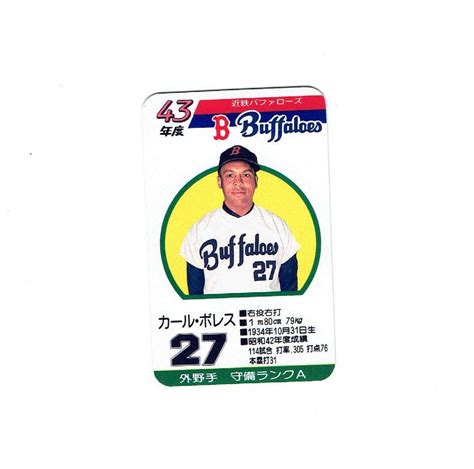 43
年度
近鉄バファローズ
B Buffaloes
B
Buffaloes
27
カール・ボレス
27
■右投右打
■1m80cm 79kg
■1934年10月31日生
■昭和42年度成績
114試合 打率.305 打点76
本塁打31
外野手 守備ランクA